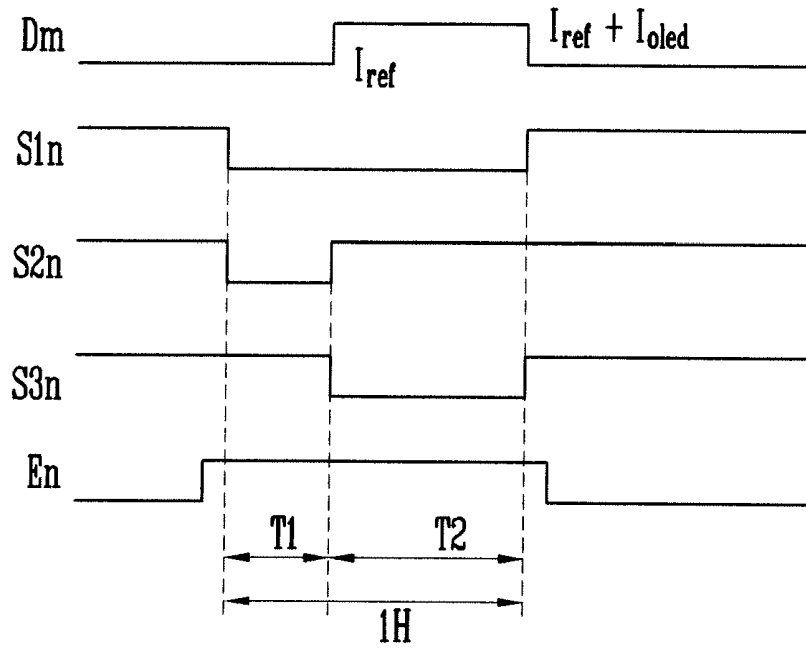 Dm
I_ref
I_ref + I_oled
S1n
S2n
S3n
En
T1
T2
1H